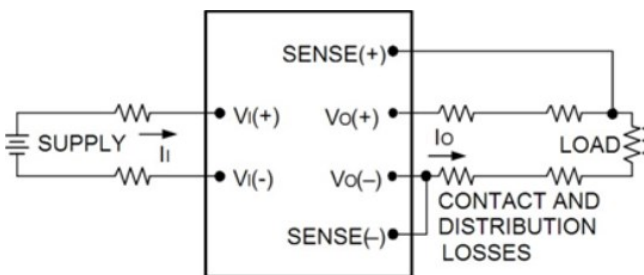 SENSE(+)
SUPPLY
II
VI(+)
VO(+)
IO
LOAD
VI(-)
VO(–)
CONTACT AND
DISTRIBUTION
LOSSES
SENSE(–)